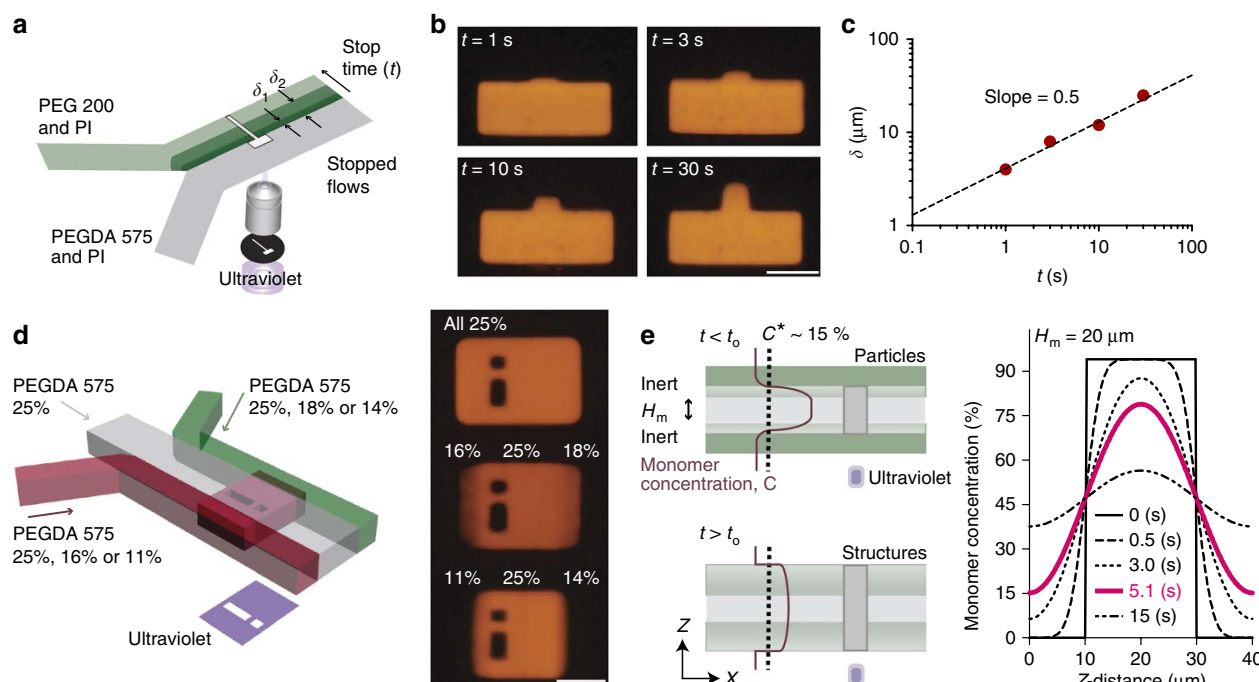 a
PEG 200
and PI
δ1
δ2
Stop
time (t)
Stopped
flows
PEGDA 575
and PI
Ultraviolet
b
t = 1 s
t = 3 s
t = 10 s
t = 30 s
c
100
10
1
δ (μm)
Slope = 0.5
0.1
1
10
100
t (s)
d
PEGDA 575
25%
PEGDA 575
25%, 18% or 14%
PEGDA 575
25%, 16% or 11%
Ultraviolet
All 25%
16% 25% 18%
11% 25% 14%
e
t < to
C* ~ 15 %
Particles
Inert
Hm
Inert
Monomer
concentration, C
Ultraviolet
t > to
Structures
Z
X
Hm = 20 μm
Monomer concentration (%)
90
75
60
45
30
15
0
0 (s)
0.5 (s)
3.0 (s)
5.1 (s)
15 (s)
0 10 20 30 40
Z-distance (μm)